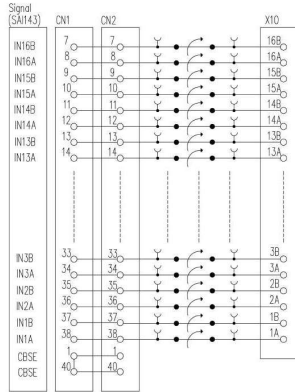 Signal
(SAI143) CN1 CN2 X10
IN16B 7 7 16B
IN16A 8 8 16A
IN15B 9 9 15B
IN15A 10 10 15A
IN14B 11 11 14B
IN14A 12 12 14A
IN13B 13 13 13B
IN13A 14 14 13A
IN3B 33 33 3B
IN3A 34 34 3A
IN2B 35 35 2B
IN2A 36 36 2A
IN1B 37 37 1B
IN1A 38 38 1A
CBSE 1 1
CBSE 40 40